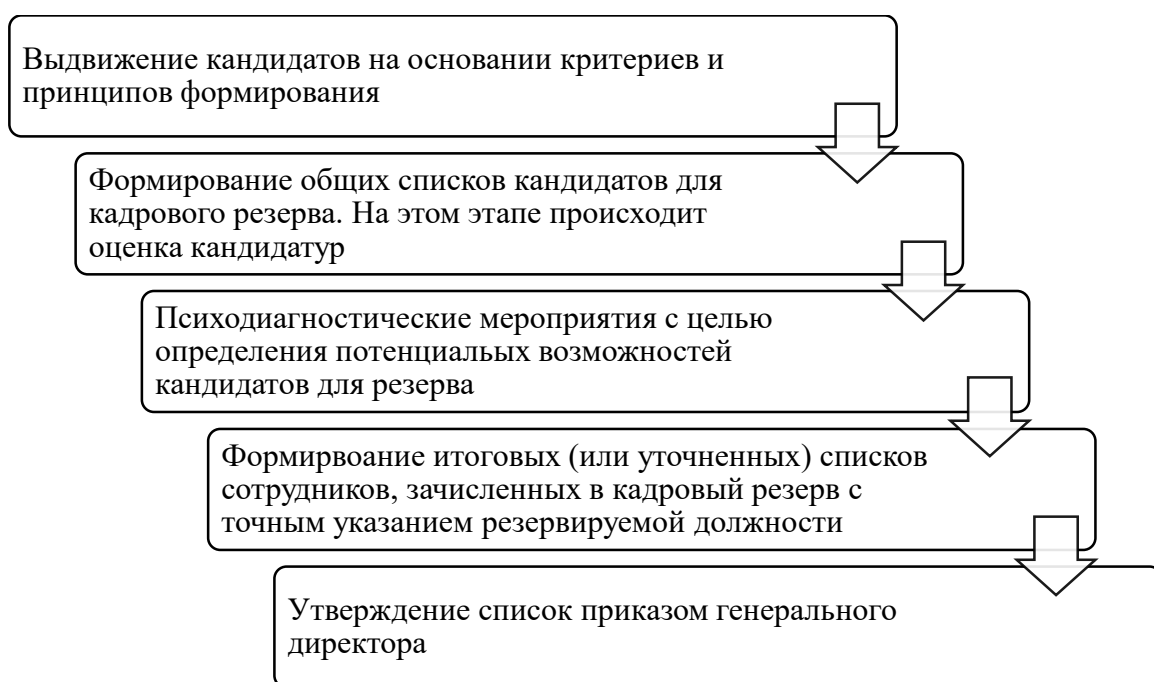 Выдвижение кандидатов на основании критериев и
принципов формирования
Формирование общих списков кандидатов для
кадрового резерва. На этом этапе происходит
оценка кандидатур
Психодиагностические мероприятия с целью
определения потенциальых возможностей
кандидатов для резерва
Формирвоание итоговых (или уточненных) списков
сотрудников, зачисленных в кадровый резерв с
точным указанием резервируемой должности
Утверждение список приказом генерального
директора